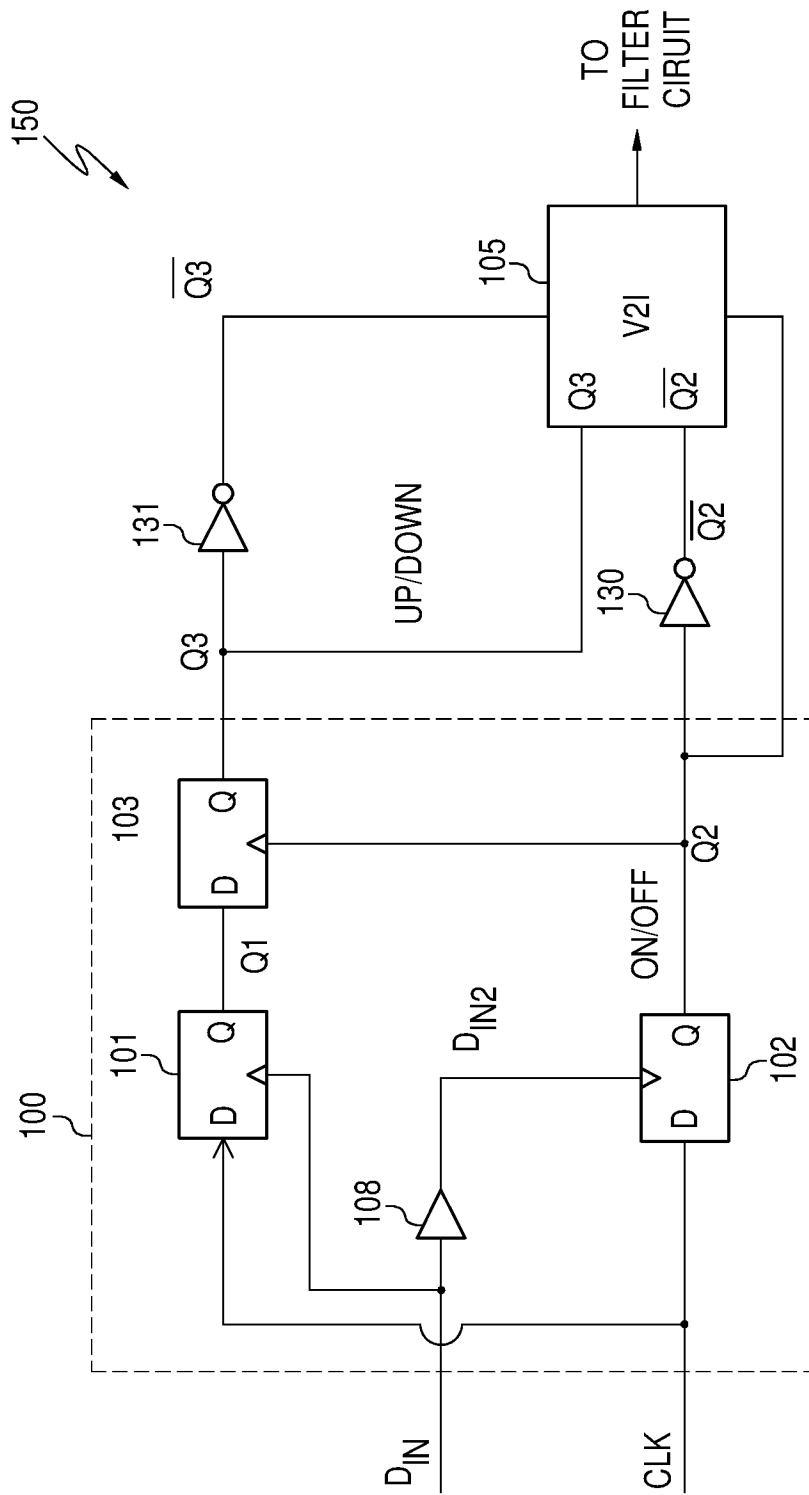 150
100
101
D
Q
Q1
103
D
Q
Q3
131
Q3
UP/DOWN
105
V2I
Q3
Q2
TO
FILTER
CIRUIT
DIN
108
DIN2
CLK
D
Q
102
ON/OFF
Q2
130
Q2